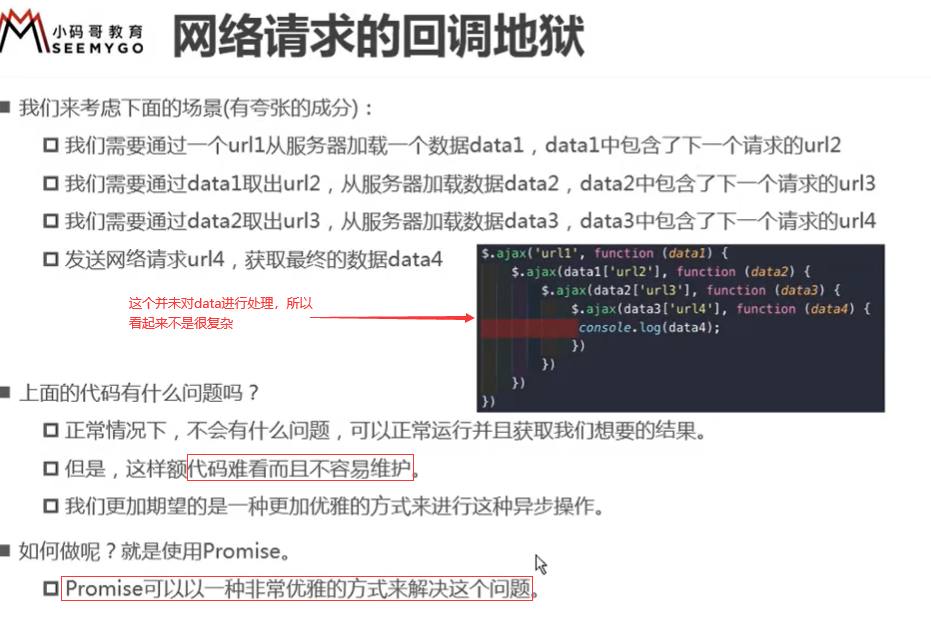 小码哥教育
SEEMYGO
网络请求的回调地狱
我们来考虑下面的场景(有夸张的成分)：
我们需要通过一个url1从服务器加载一个数据data1，data1中包含了下一个请求的url2
我们需要通过data1取出url2，从服务器加载数据data2，data2中包含了下一个请求的url3
我们需要通过data2取出url3，从服务器加载数据data3，data3中包含了下一个请求的url4
发送网络请求url4，获取最终的数据data4
这个并未对data进行处理，所以
看起来不是很复杂
$.ajax('url1', function (data1) {
$.ajax(data1['url2'], function (data2) {
$.ajax(data2['url3'], function (data3) {
$.ajax(data3['url4'], function (data4) {
console.log(data4);
})
})
})
})
上面的代码有什么问题吗？
正常情况下，不会有什么问题，可以正常运行并且获取我们想要的结果。
但是，这样额代码难看而且不容易维护。
我们更加期望的是一种更加优雅的方式来进行这种异步操作。
如何做呢？就是使用Promise。
Promise可以以一种非常优雅的方式来解决这个问题。